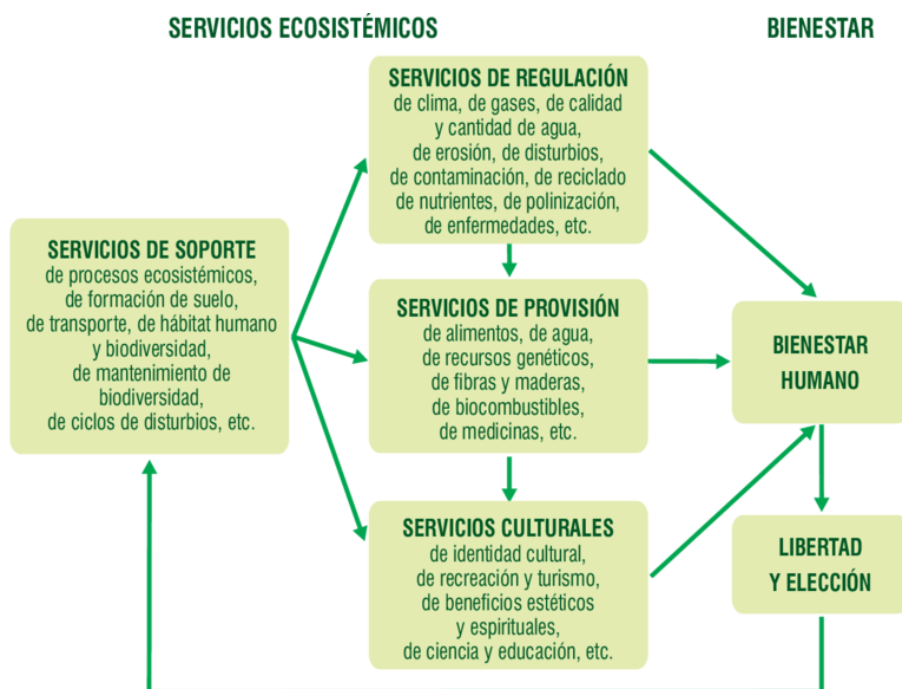 SERVICIOS ECOSISTÉMICOS
BIENESTAR
SERVICIOS DE SOPORTE
de procesos ecosistémicos,
de formación de suelo,
de transporte, de hábitat humano
y biodiversidad,
de mantenimiento de
biodiversidad,
de ciclos de disturbios, etc.
SERVICIOS DE REGULACIÓN
de clima, de gases, de calidad
y cantidad de agua,
de erosión, de disturbios,
de contaminación, de reciclado
de nutrientes, de polinización,
de enfermedades, etc.
SERVICIOS DE PROVISIÓN
de alimentos, de agua,
de recursos genéticos,
de fibras y maderas,
de biocombustibles,
de medicinas, etc.
SERVICIOS CULTURALES
de identidad cultural,
de recreación y turismo,
de beneficios estéticos
y espirituales,
de ciencia y educación, etc.
BIENESTAR
HUMANO
LIBERTAD
Y ELECCIÓN